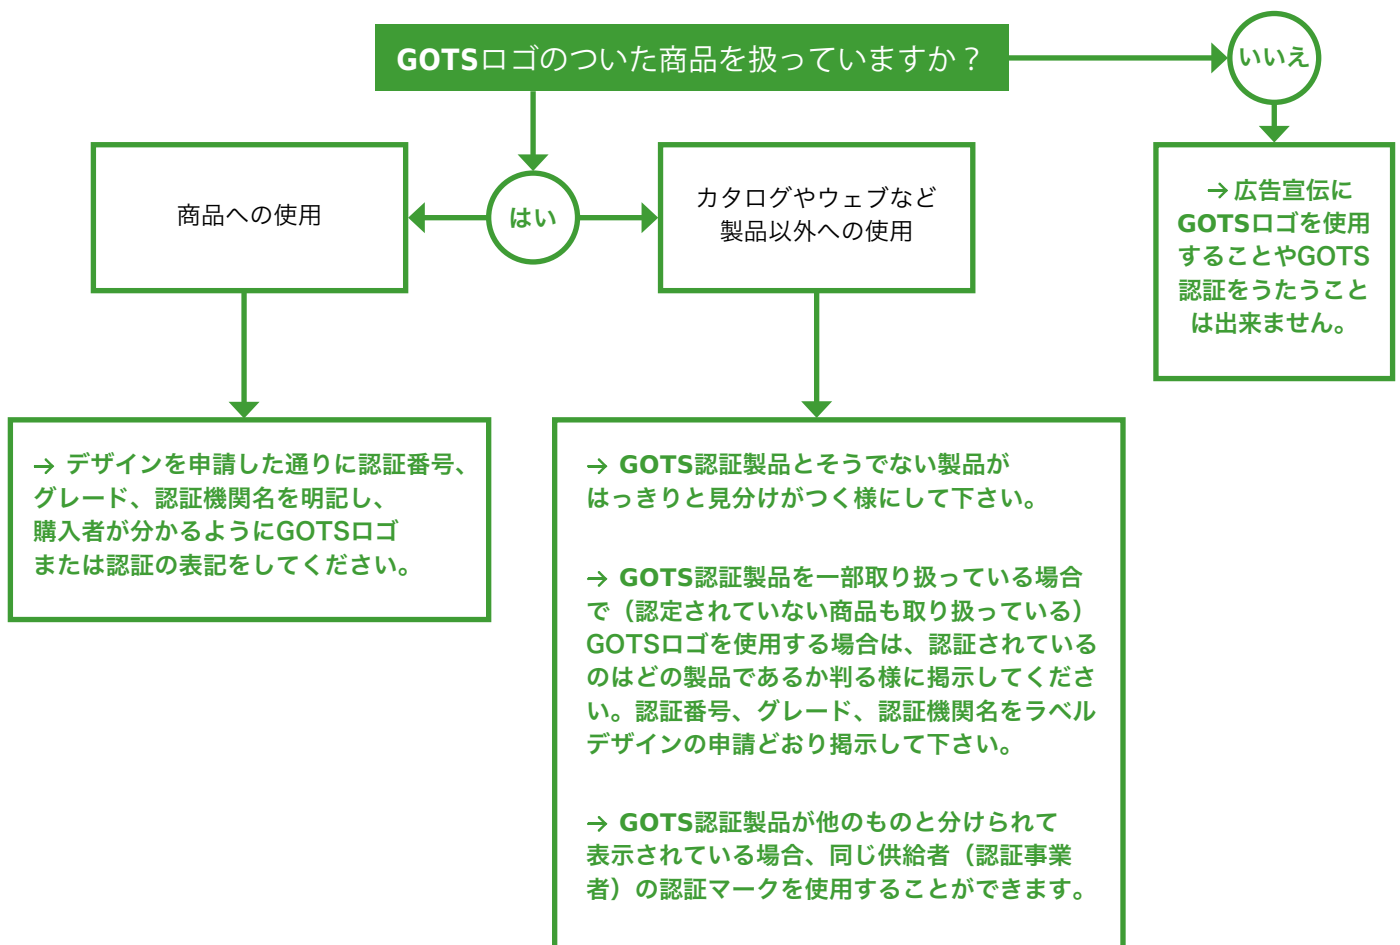 GOTSロゴのついた商品を扱っていますか？
いいえ
商品への使用
はい
カタログやウェブなど
製品以外への使用
→広告宣伝に
GOTSロゴを使用
することやGOTS
認証をうたうこと
は出来ません。
→ デザインを申請した通りに認証番号、
グレード、認証機関名を明記し、
購入者が分かるようにGOTSロゴ
または認証の表記をしてください。
→ GOTS認証製品とそうでない製品が
はっきりと見分けがつく様にして下さい。
→ GOTS認証製品を一部取り扱っている場合
で（認定されていない商品も取り扱っている）
GOTSロゴを使用する場合は、認証されている
のはどの製品であるか判る様に掲示してくださ
い。認証番号、グレード、認証機関名をラベル
デザインの申請どおり掲示して下さい。
→ GOTS認証製品が他のものと分けられて
表示されている場合、同じ供給者（認証事業
者）の認証マークを使用することができます。